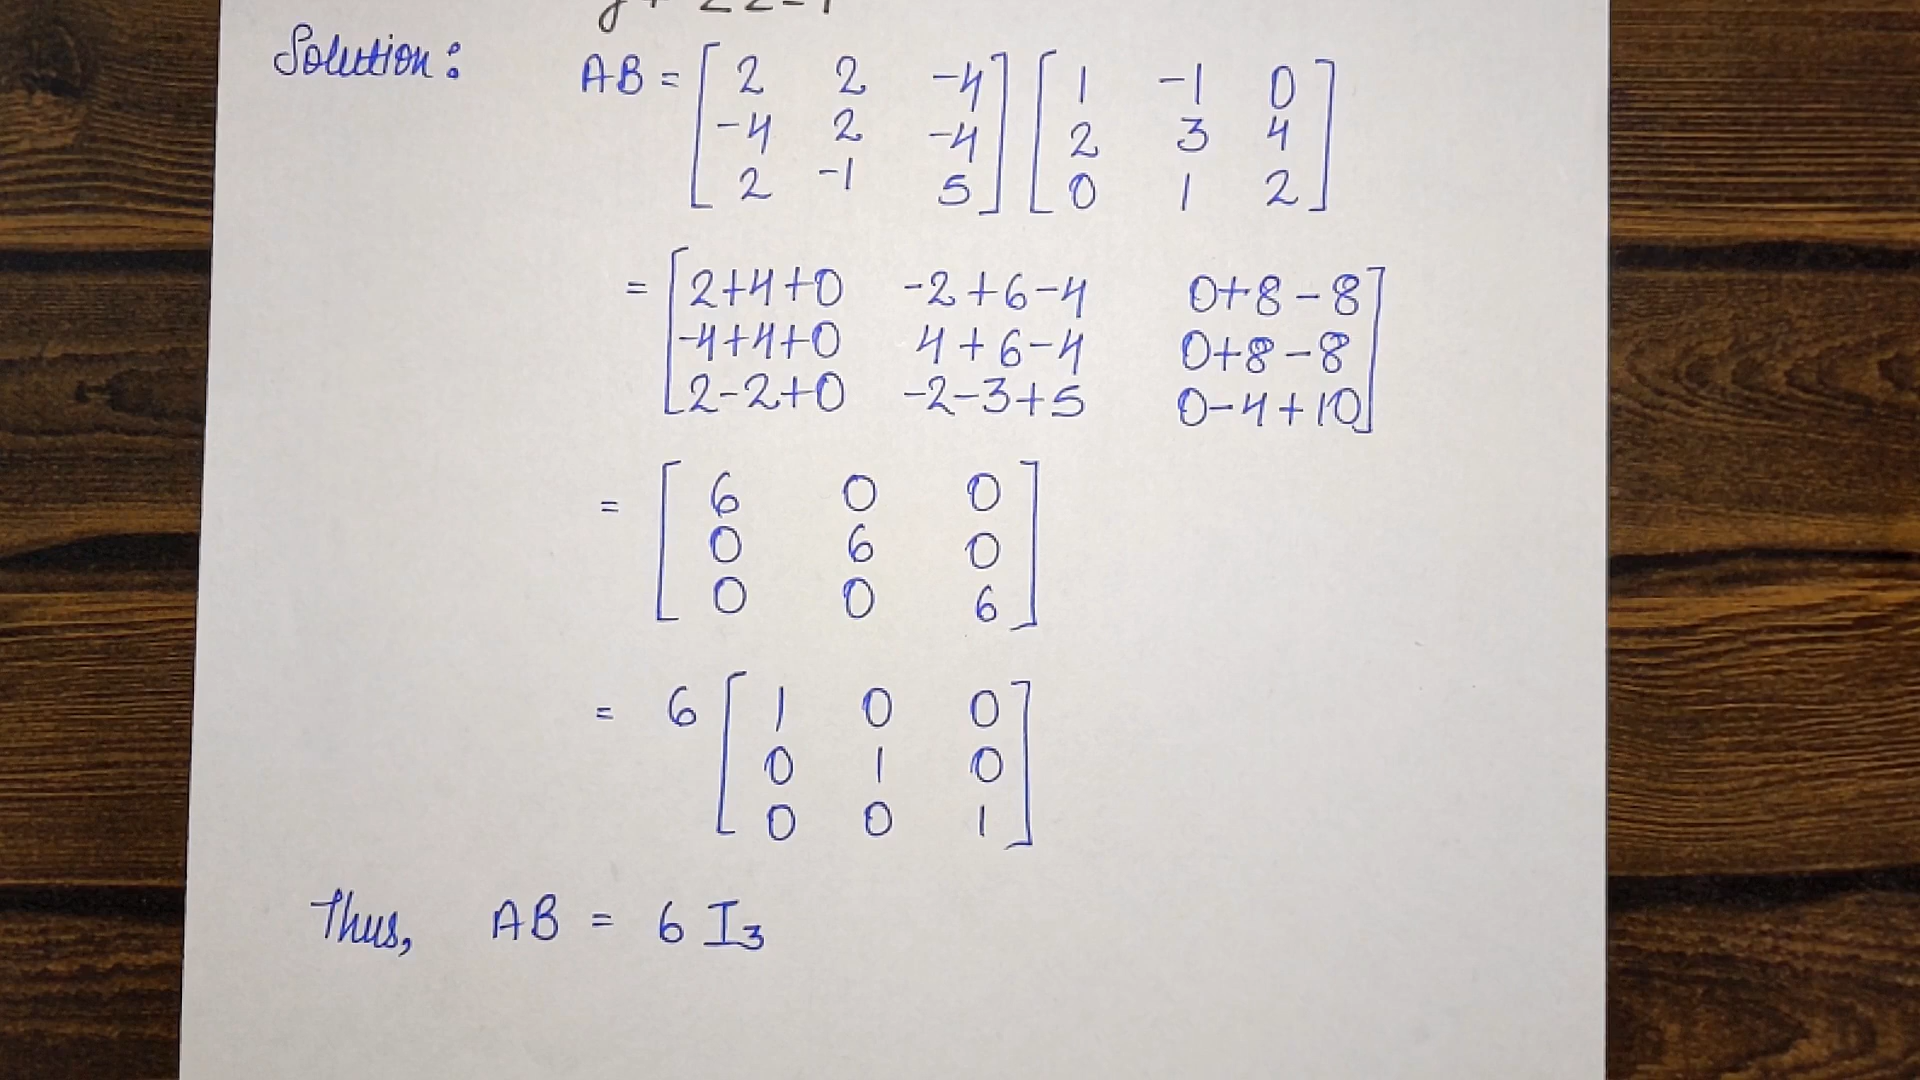 y + 2z = 7
Solution : AB = [ 2 2 -4 ] [ 1 -1 0 ]
-4 2 -4 2 3 4
2 -1 5 0 1 2
= [ 2+4+0 -2+6-4 0+8-8 ]
-4+4+0 4+6-4 0+8-8
2-2+0 -2-3+5 0-4+10
= [ 6 0 0 ]
0 6 0
0 0 6
= 6 [ 1 0 0 ]
0 1 0
0 0 1
Thus, AB = 6 I₃